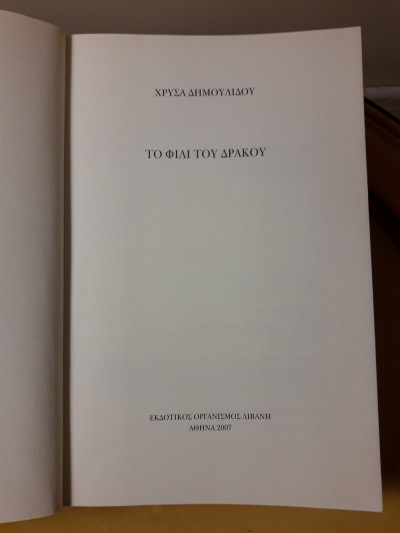 ΧΡΥΣΑ ΔΗΜΟΥΛΙΔΟΥ
ΤΟ ΦΙΛΙ ΤΟΥ ΔΡΑΚΟΥ
ΕΚΔΟΤΙΚΟΣ ΟΡΓΑΝΙΣΜΟΣ ΛΙΒΑΝΗ
ΑΘΗΝΑ 2007